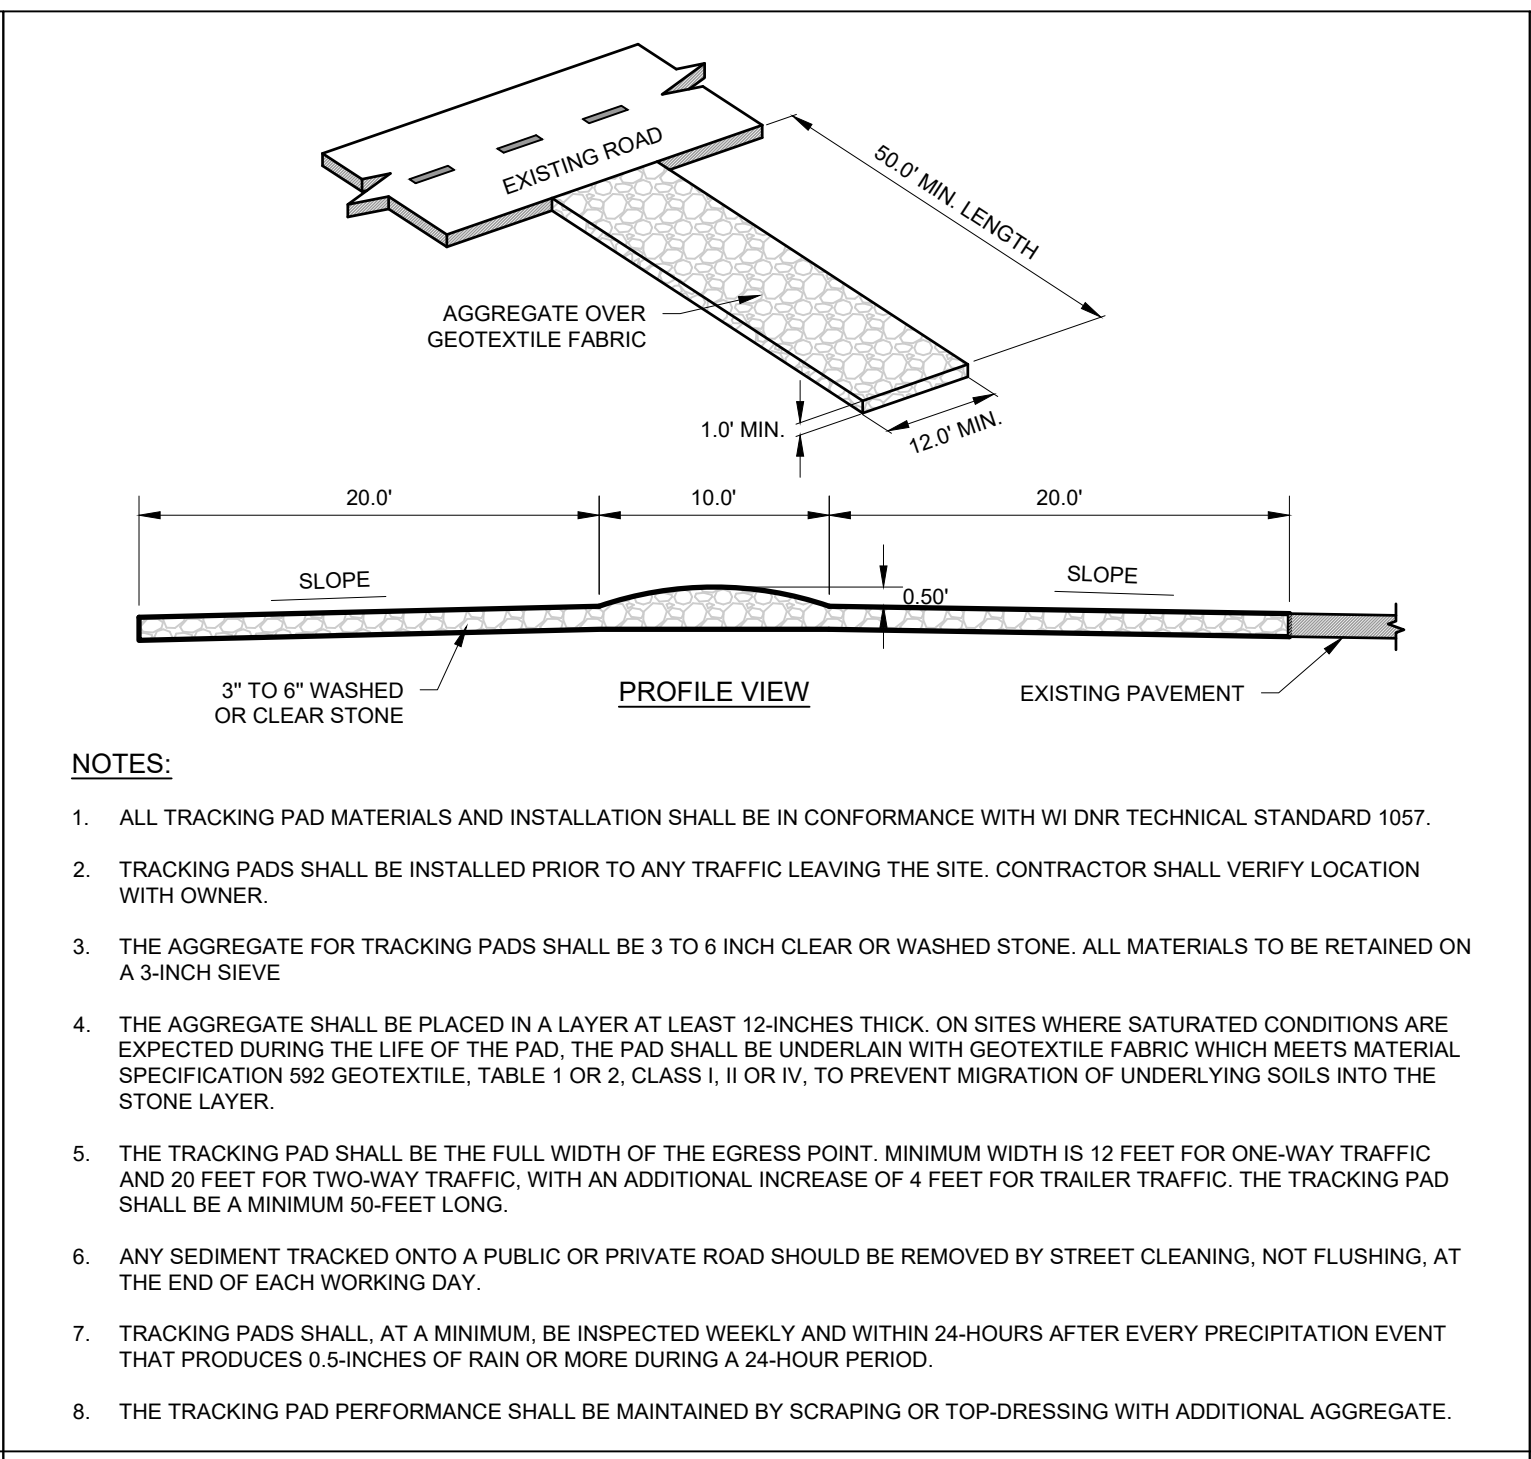 EXISTING ROAD
50.0' MIN. LENGTH
AGGREGATE OVER
GEOTEXTILE FABRIC
1.0' MIN.
12.0' MIN.
20.0'
10.0'
20.0'
SLOPE
SLOPE
0.50'
3" TO 6" WASHED
OR CLEAR STONE
PROFILE VIEW
EXISTING PAVEMENT
NOTES:
1. ALL TRACKING PAD MATERIALS AND INSTALLATION SHALL BE IN CONFORMANCE WITH WI DNR TECHNICAL STANDARD 1057.
2. TRACKING PADS SHALL BE INSTALLED PRIOR TO ANY TRAFFIC LEAVING THE SITE. CONTRACTOR SHALL VERIFY LOCATION
WITH OWNER.
3. THE AGGREGATE FOR TRACKING PADS SHALL BE 3 TO 6 INCH CLEAR OR WASHED STONE. ALL MATERIALS TO BE RETAINED ON
A 3-INCH SIEVE
4. THE AGGREGATE SHALL BE PLACED IN A LAYER AT LEAST 12-INCHES THICK. ON SITES WHERE SATURATED CONDITIONS ARE
EXPECTED DURING THE LIFE OF THE PAD, THE PAD SHALL BE UNDERLAIN WITH GEOTEXTILE FABRIC WHICH MEETS MATERIAL
SPECIFICATION 592 GEOTEXTILE, TABLE 1 OR 2, CLASS I, II OR IV, TO PREVENT MIGRATION OF UNDERLYING SOILS INTO THE
STONE LAYER.
5. THE TRACKING PAD SHALL BE THE FULL WIDTH OF THE EGRESS POINT. MINIMUM WIDTH IS 12 FEET FOR ONE-WAY TRAFFIC
AND 20 FEET FOR TWO-WAY TRAFFIC, WITH AN ADDITIONAL INCREASE OF 4 FEET FOR TRAILER TRAFFIC. THE TRACKING PAD
SHALL BE A MINIMUM 50-FEET LONG.
6. ANY SEDIMENT TRACKED ONTO A PUBLIC OR PRIVATE ROAD SHOULD BE REMOVED BY STREET CLEANING, NOT FLUSHING, AT
THE END OF EACH WORKING DAY.
7. TRACKING PADS SHALL, AT A MINIMUM, BE INSPECTED WEEKLY AND WITHIN 24-HOURS AFTER EVERY PRECIPITATION EVENT
THAT PRODUCES 0.5-INCHES OF RAIN OR MORE DURING A 24-HOUR PERIOD.
8. THE TRACKING PAD PERFORMANCE SHALL BE MAINTAINED BY SCRAPING OR TOP-DRESSING WITH ADDITIONAL AGGREGATE.